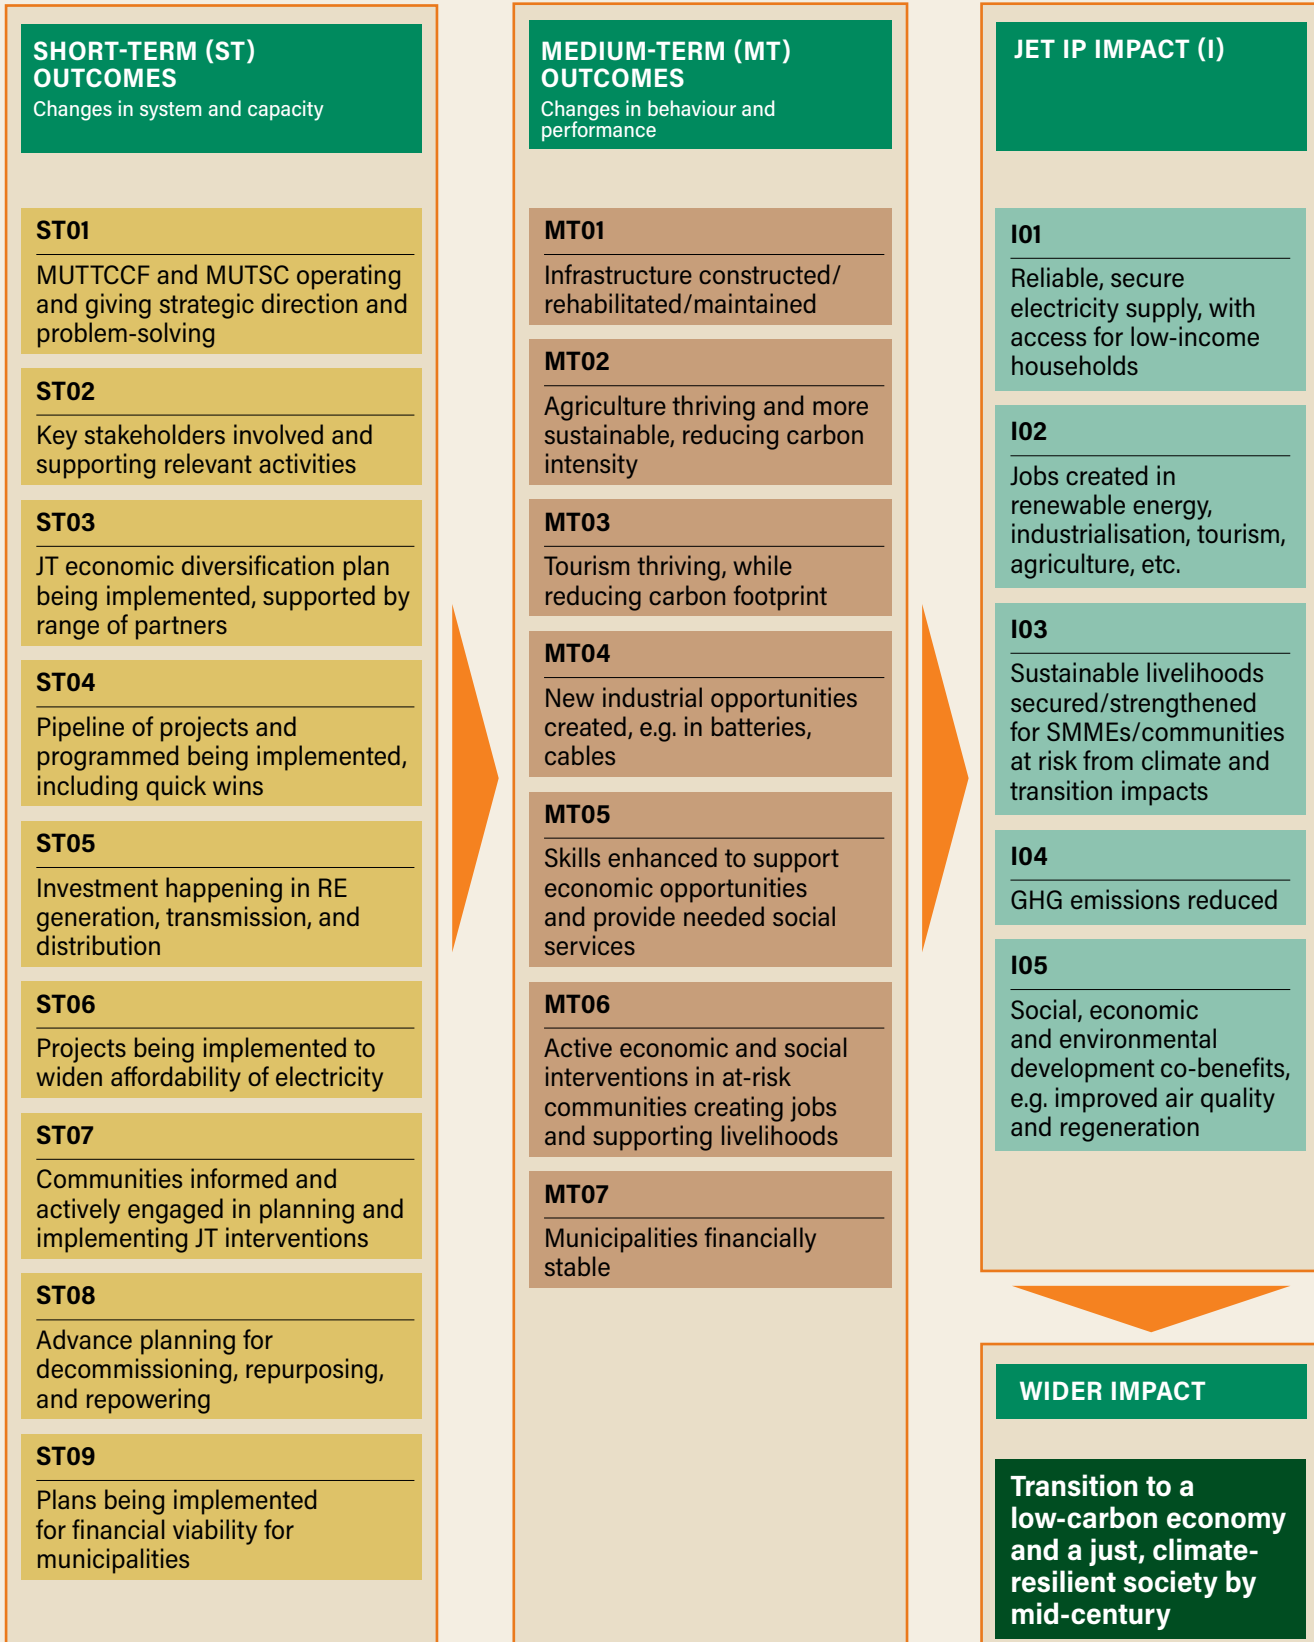 SHORT-TERM (ST)
OUTCOMES
Changes in system and capacity
ST01
MUTTCCF and MUTSC operating
and giving strategic direction and
problem-solving
ST02
Key stakeholders involved and
supporting relevant activities
ST03
JT economic diversification plan
being implemented, supported by
range of partners
ST04
Pipeline of projects and
programmed being implemented,
including quick wins
ST05
Investment happening in RE
generation, transmission, and
distribution
ST06
Projects being implemented to
widen affordability of electricity
ST07
Communities informed and
actively engaged in planning and
implementing JT interventions
ST08
Advance planning for
decommissioning, repurposing,
and repowering
ST09
Plans being implemented
for financial viability for
municipalities
MEDIUM-TERM (MT)
OUTCOMES
Changes in behaviour and
performance
MT01
Infrastructure constructed/
rehabilitated/maintained
MT02
Agriculture thriving and more
sustainable, reducing carbon
intensity
MT03
Tourism thriving, while
reducing carbon footprint
MT04
New industrial opportunities
created, e.g. in batteries,
cables
MT05
Skills enhanced to support
economic opportunities
and provide needed social
services
MT06
Active economic and social
interventions in at-risk
communities creating jobs
and supporting livelihoods
MT07
Municipalities financially
stable
JET IP IMPACT (I)
I01
Reliable, secure
electricity supply, with
access for low-income
households
I02
Jobs created in
renewable energy,
industrialisation, tourism,
agriculture, etc.
I03
Sustainable livelihoods
secured/strengthened
for SMMEs/communities
at risk from climate and
transition impacts
I04
GHG emissions reduced
I05
Social, economic
and environmental
development co-benefits,
e.g. improved air quality
and regeneration
WIDER IMPACT
Transition to a
low-carbon economy
and a just, climate-
resilient society by
mid-century